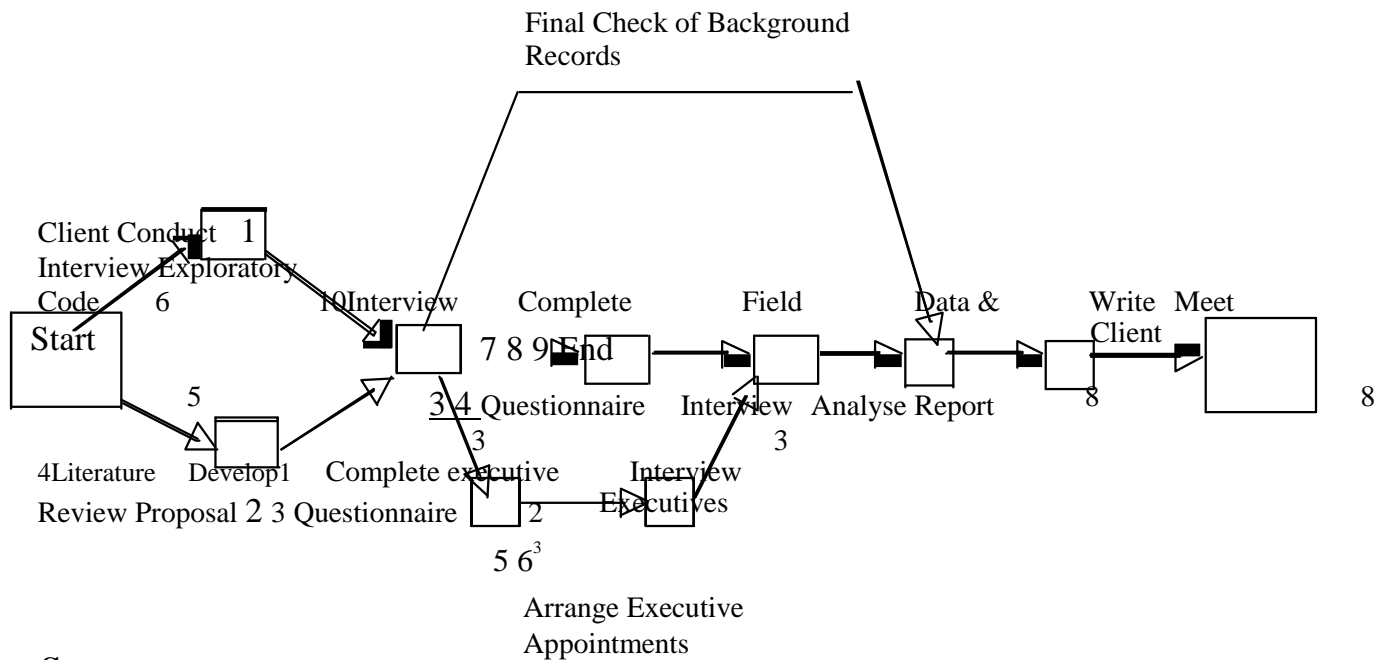 Final Check of Background
Records
Client Conduct 1
Interview Exploratory
Code 6 10Interview Complete Field Data & Write Meet
Client
Start 7 8 9 End
5 3 4 Questionnaire Interview Analyse Report 8 8
3 3
4Literature Develop1 Complete executive Interview
Executives
Review Proposal 2 3 Questionnaire 2
5 6 3
Arrange Executive
Appointments